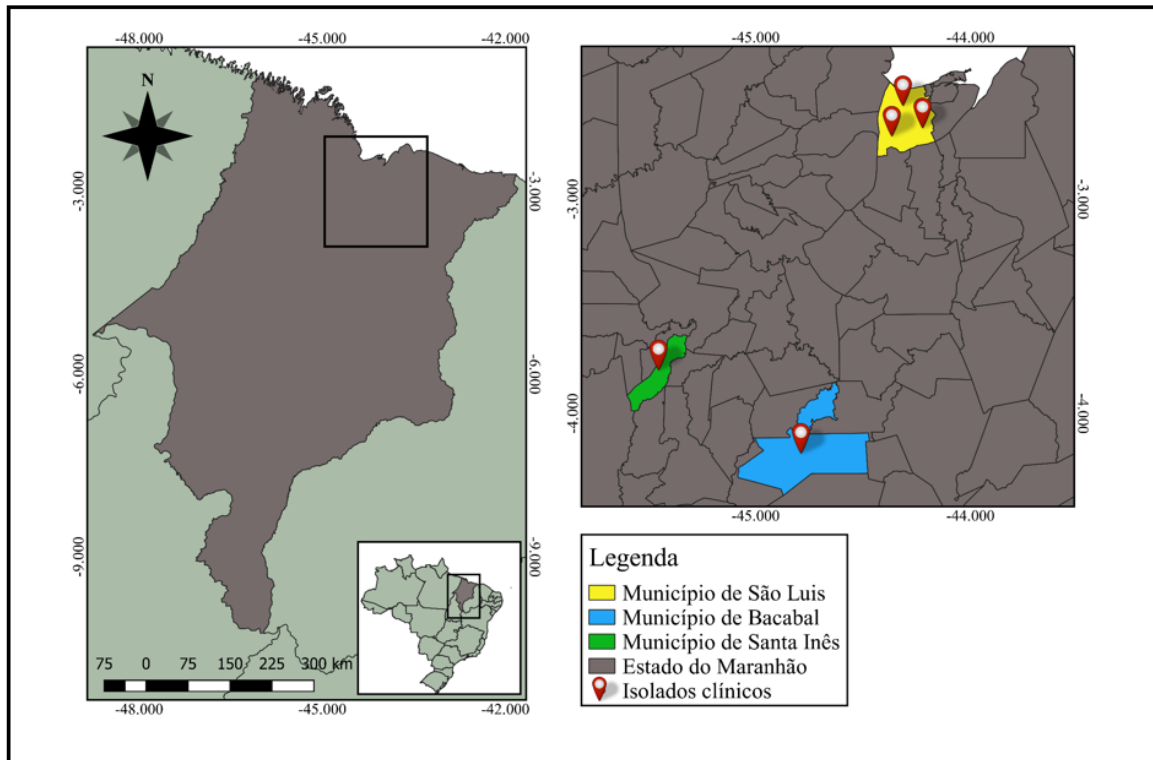 -48.000 -45.000 -42.000
N
-3.000 -3.000
-6.000 -6.000
-9.000 -9.000
75 0 75 150 225 300 km
-48.000 -45.000 -42.000
-45.000 -44.000
-3.000 -3.000
-4.000 -4.000
-45.000 -44.000
Legenda
Município de São Luis
Município de Bacabal
Município de Santa Inês
Estado do Maranhão
Isolados clínicos